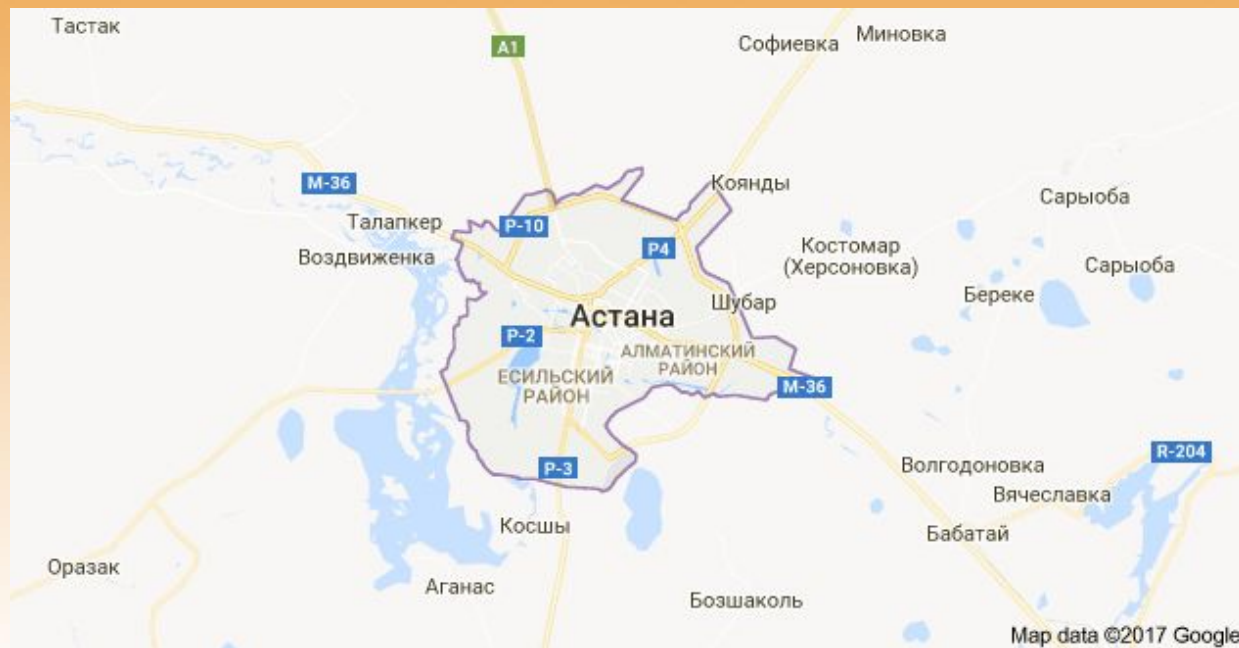 Тастак
A1
Софиевка
Миновка
M-36
Коянды
Сарыоба
Талапкер
P-10
P4
Костомар
(Херсоновка)
Воздвиженка
Сарыоба
Береке
Шубар
Астана
P-2
АЛМАТИНСКИЙ
РАЙОН
ЕСИЛЬСКИЙ
РАЙОН
M-36
R-204
P-3
Волгодоновка
Вячеславка
Косшы
Бабатай
Оразак
Аганас
Бозшаколь
Map data ©2017 Google